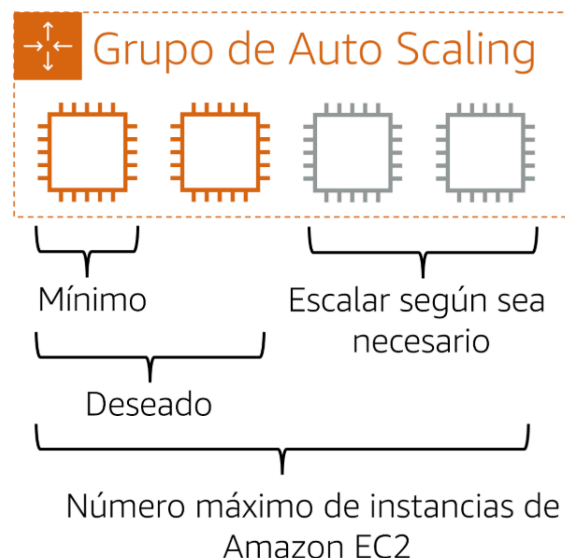 Grupo de Auto Scaling
Mínimo
Escalar según sea
necesario
Deseado
Número máximo de instancias de
Amazon EC2